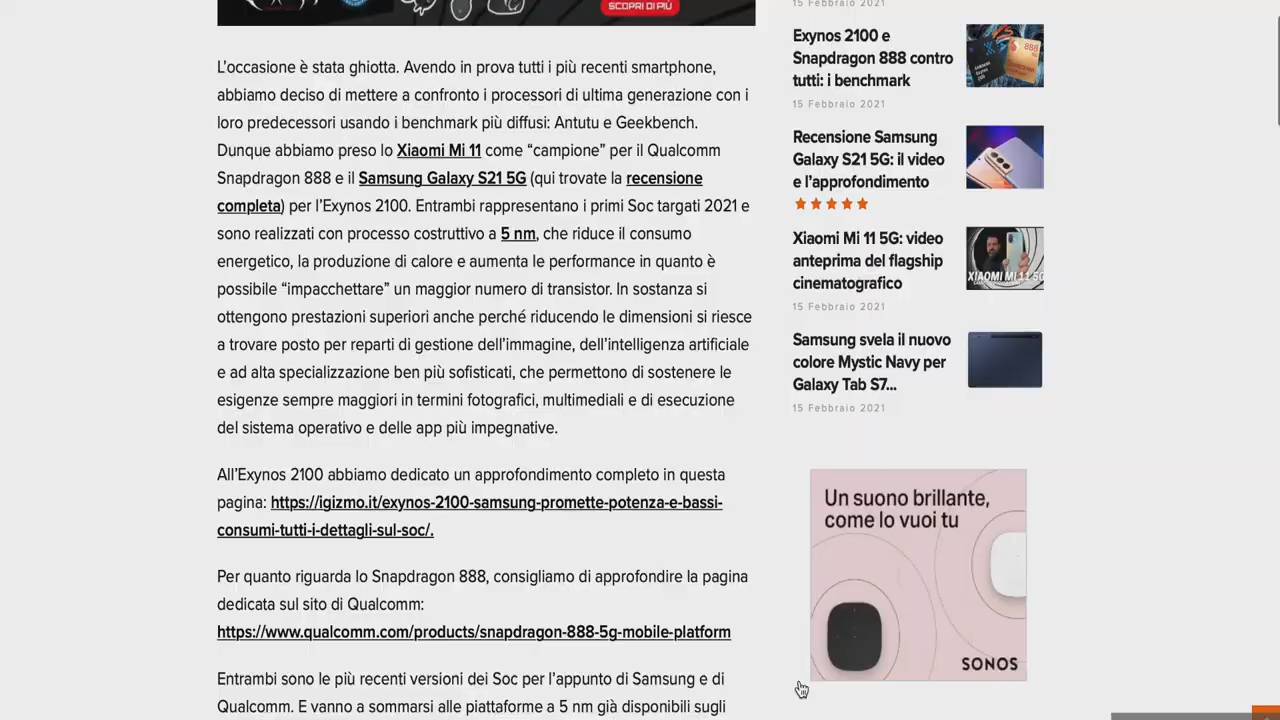 SCOPRI DI PIÙ
L'occasione è stata ghiotta. Avendo in prova tutti i più recenti smartphone,
abbiamo deciso di mettere a confronto i processori di ultima generazione con i
loro predecessori usando i benchmark più diffusi: Antutu e Geekbench.
Dunque abbiamo preso lo Xiaomi Mi 11 come “campione” per il Qualcomm
Snapdragon 888 e il Samsung Galaxy S21 5G (qui trovate la recensione
completa) per l'Exynos 2100. Entrambi rappresentano i primi Soc targati 2021 e
sono realizzati con processo costruttivo a 5 nm, che riduce il consumo
energetico, la produzione di calore e aumenta le performance in quanto è
possibile “impacchettare” un maggior numero di transistor. In sostanza si
ottengono prestazioni superiori anche perché riducendo le dimensioni si riesce
a trovare posto per reparti di gestione dell'immagine, dell'intelligenza artificiale
e ad alta specializzazione ben più sofisticati, che permettono di sostenere le
esigenze sempre maggiori in termini fotografici, multimediali e di esecuzione
del sistema operativo e delle app più impegnative.
All'Exynos 2100 abbiamo dedicato un approfondimento completo in questa
pagina: https://igizmo.it/exynos-2100-samsung-promette-potenza-e-bassi-
consumi-tutti-i-dettagli-sul-soc/.
Per quanto riguarda lo Snapdragon 888, consigliamo di approfondire la pagina
dedicata sul sito di Qualcomm:
https://www.qualcomm.com/products/snapdragon-888-5g-mobile-platform
Entrambi sono le più recenti versioni dei Soc per l'appunto di Samsung e di
Qualcomm. E vanno a sommarsi alle piattaforme a 5 nm già disponibili sugli
15 Febbraio 2021
Exynos 2100 e
Snapdragon 888 contro
tutti: i benchmark
888
15 Febbraio 2021
Recensione Samsung
Galaxy S21 5G: il video
e l'approfondimento
Xiaomi Mi 11 5G: video
anteprima del flagship
cinematografico
XIAOMI MI 11 5G
15 Febbraio 2021
Samsung svela il nuovo
colore Mystic Navy per
Galaxy Tab S7...
15 Febbraio 2021
Un suono brillante,
come lo vuoi tu
SONOS